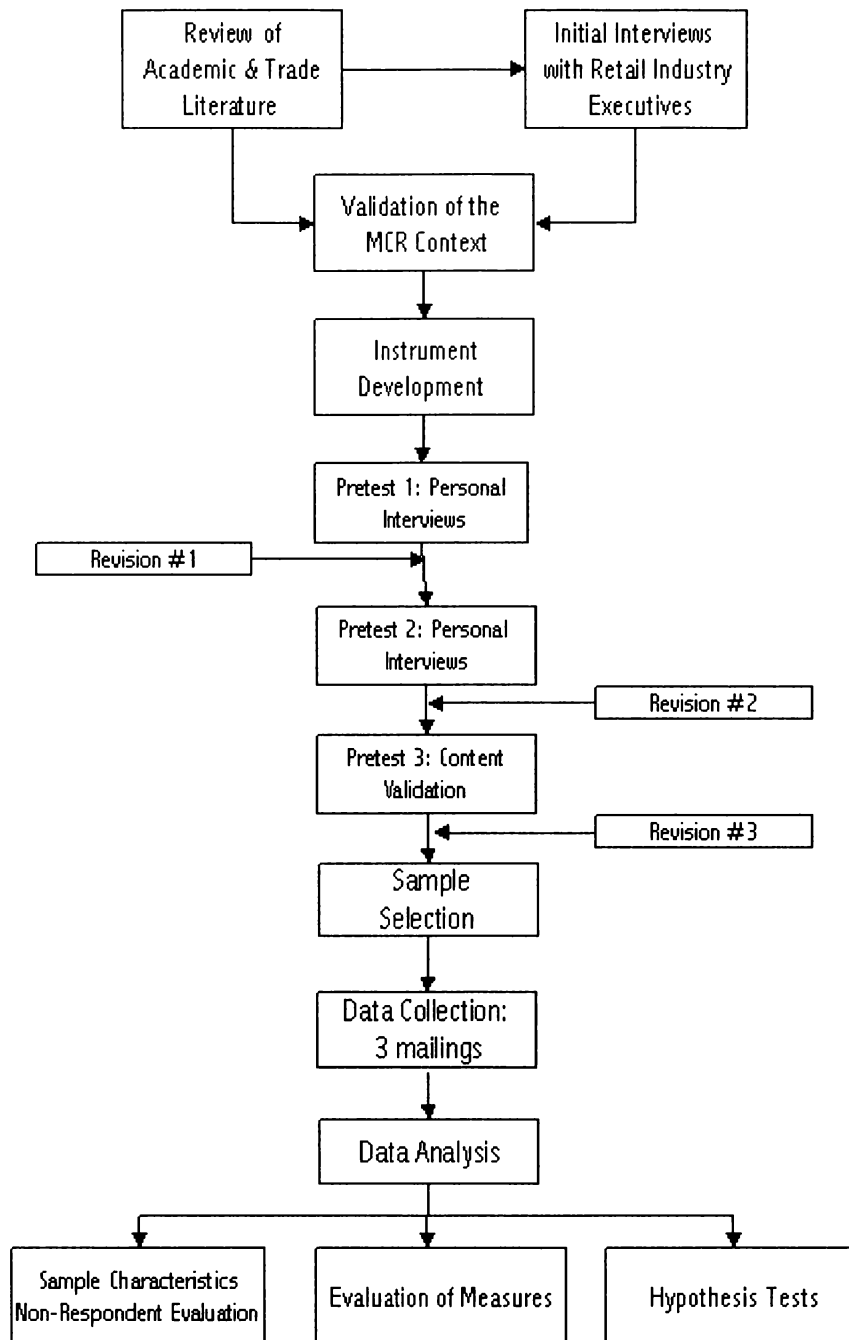 Review of
Academic & Trade
Literature
Initial Interviews
with Retail Industry
Executives
Validation of the
MCR Context
Instrument
Development
Pretest 1: Personal
Interviews
Revision #1
Pretest 2: Personal
Interviews
Revision #2
Pretest 3: Content
Validation
Revision #3
Sample
Selection
Data Collection:
3 mailings
Data Analysis
Sample Characteristics
Non-Respondent Evaluation
Evaluation of Measures
Hypothesis Tests